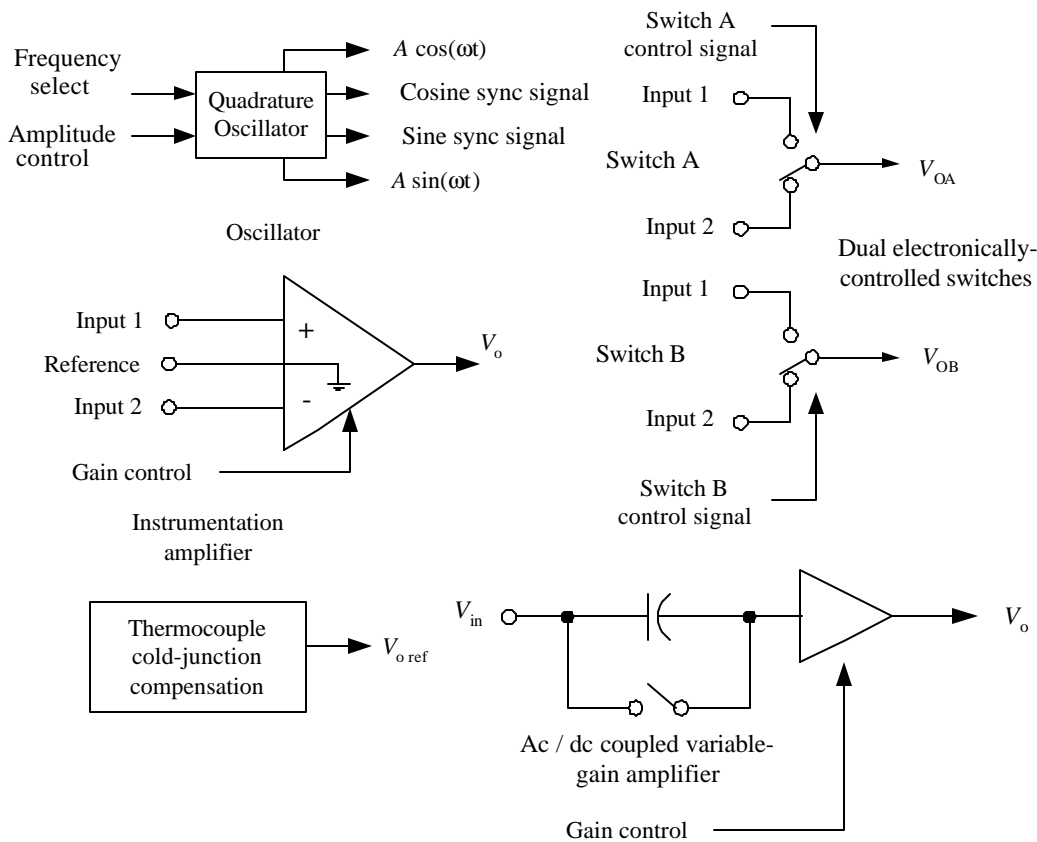 Frequency
select
Amplitude
control
Quadrature
Oscillator
A cos(ωt)
Cosine sync signal
Sine sync signal
A sin(ωt)
Oscillator
Switch A
control signal
Input 1
Switch A
Input 2
V_OA
Dual electronically-
controlled switches
Input 1
Switch B
Input 2
V_OB
Switch B
control signal
Input 1
Reference
Input 2
+
-
V_o
Gain control
Instrumentation
amplifier
Thermocouple
cold-junction
compensation
V_o ref
V_in
V_o
Ac / dc coupled variable-
gain amplifier
Gain control